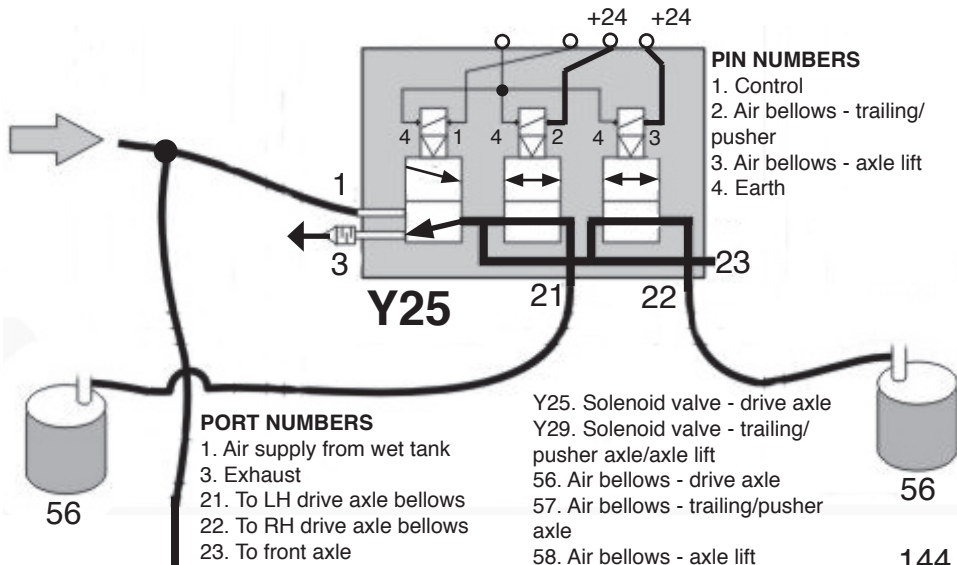 +24 +24
PIN NUMBERS
1. Control
2. Air bellows - trailing/
pusher
3. Air bellows - axle lift
4. Earth
4 1 4 2 4 3
1
3
Y25
21
22
23
56
56
PORT NUMBERS
1. Air supply from wet tank
3. Exhaust
21. To LH drive axle bellows
22. To RH drive axle bellows
23. To front axle
Y25. Solenoid valve - drive axle
Y29. Solenoid valve - trailing/
pusher axle/axle lift
56. Air bellows - drive axle
57. Air bellows - trailing/pusher
axle
58. Air bellows - axle lift
144